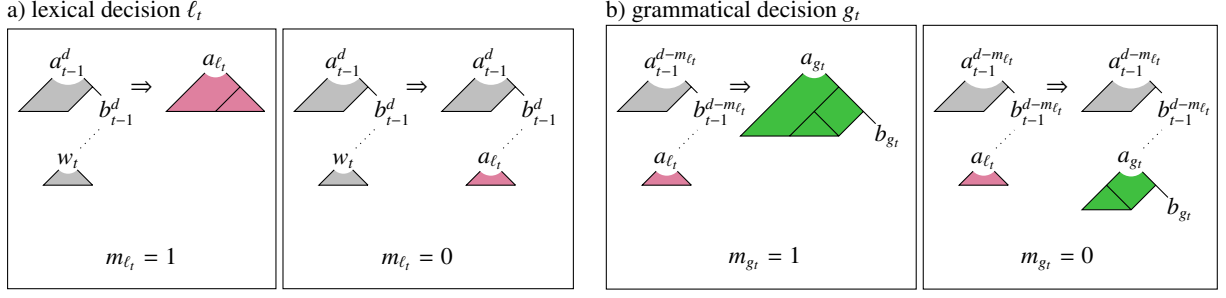 a) lexical decision ℓ_t
b) grammatical decision g_t
a^d_{t−1} ⇒ a_{ℓ_t}
b^d_{t−1}
w_t
m_{ℓ_t} = 1
a^d_{t−1} ⇒ a^d_{t−1}
b^d_{t−1} b^d_{t−1}
w_t a_{ℓ_t}
m_{ℓ_t} = 0
a^{d−m_{ℓ_t}}_{t−1} ⇒ a_{g_t}
b^{d−m_{ℓ_t}}_{t−1} b_{g_t}
a_{ℓ_t}
m_{g_t} = 1
a^{d−m_{ℓ_t}}_{t−1} ⇒ a^{d−m_{ℓ_t}}_{t−1}
b^{d−m_{ℓ_t}}_{t−1} b^{d−m_{ℓ_t}}_{t−1}
a_{ℓ_t} a_{g_t}
b_{g_t}
m_{g_t} = 0